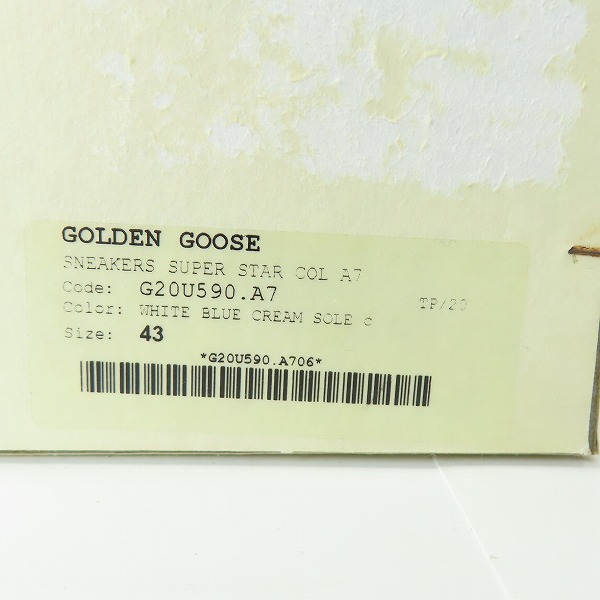 GOLDEN GOOSE
SNEAKERS SUPER STAR COL A7
Code: G20U590.A7 TP/20
Color: WHITE BLUE CREAM SOLE c
Size: 43
*G20U590.A706*